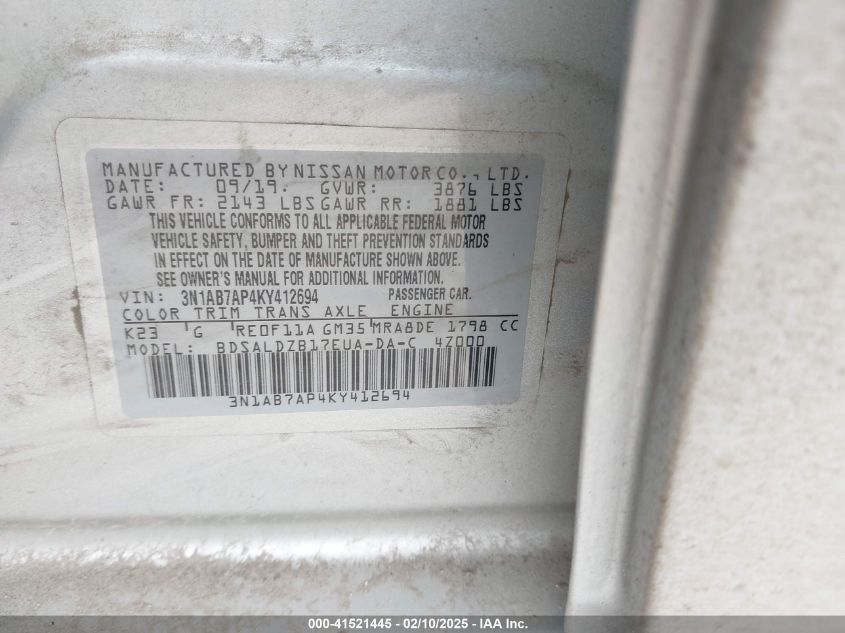 MANUFACTURED BY NISSAN MOTOR CO., LTD.
DATE: 09/19. GVWR: 3876 LBS
GAWR FR: 2143 LBS GAWR RR: 1881 LBS
THIS VEHICLE CONFORMS TO ALL APPLICABLE FEDERAL MOTOR
VEHICLE SAFETY, BUMPER AND THEFT PREVENTION STANDARDS
IN EFFECT ON THE DATE OF MANUFACTURE SHOWN ABOVE.
SEE OWNER'S MANUAL FOR ADDITIONAL INFORMATION.
VIN: 3N1AB7AP4KY412694 PASSENGER CAR.
COLOR TRIM TRANS AXLE ENGINE
K23 G RE0F11A GM35 MRA8DE 1798 CC
MODEL: BDSALDZB17EUA-DA-C 4Z000
3N1AB7AP4KY412694
000-41521445 - 02/10/2025 - IAA Inc.